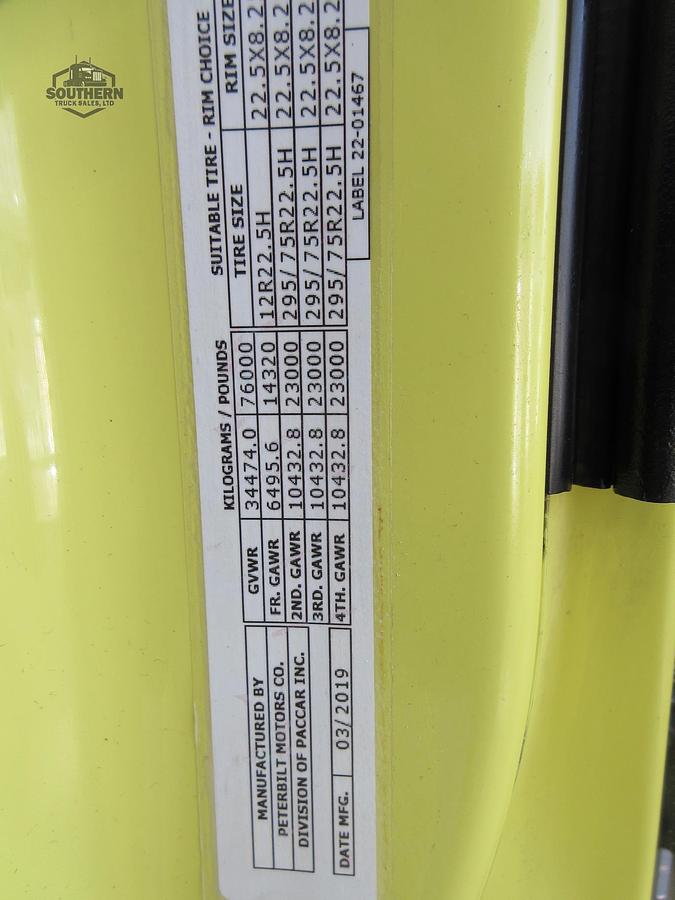 SOUTHERN
TRUCK SALES, LTD
MANUFACTURED BY
PETERBILT MOTORS CO.
DIVISION OF PACCAR INC.
DATE MFG. 03/2019
KILOGRAMS / POUNDS
GVWR 34474.0 76000
FR. GAWR 6495.6 14320
2ND. GAWR 10432.8 23000
3RD. GAWR 10432.8 23000
4TH. GAWR 10432.8 23000
SUITABLE TIRE - RIM CHOICE
TIRE SIZE RIM SIZE
12R22.5H 22.5X8.2
295/75R22.5H 22.5X8.2
295/75R22.5H 22.5X8.2
295/75R22.5H 22.5X8.2
LABEL 22-01467